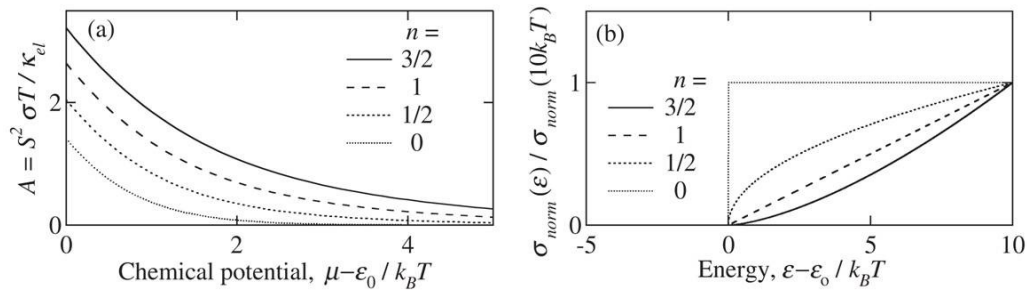 (a)
n =
3/2
1
1/2
0
A = S² σT / κ_el
2
0
0
2
4
Chemical potential, μ−ε₀ / k_BT
(b)
n =
3/2
1
1/2
0
σ_norm (ε) / σ_norm (10k_BT)
1
0
-5
0
5
10
Energy, ε−ε_o / k_BT